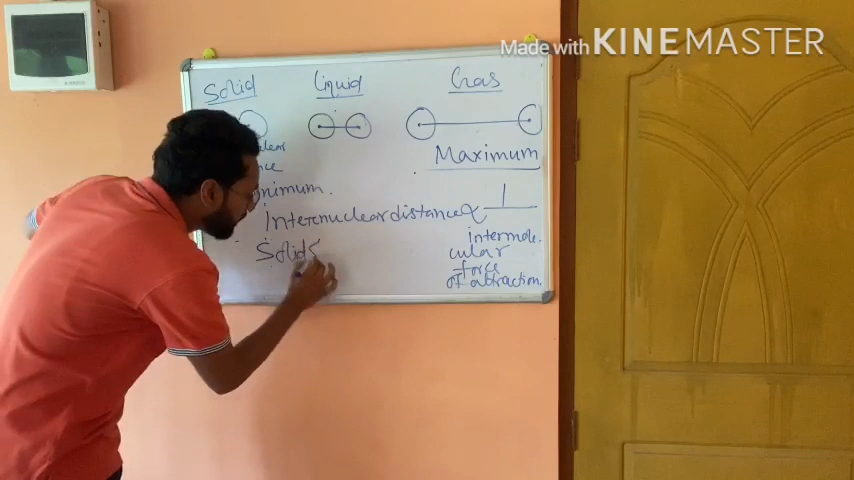 Made with KINEMASTER
Solid Liquid Gas
Maximum
Internuclear distance ∝ 1
intermole.
cular
force
of attraction.
Solid<